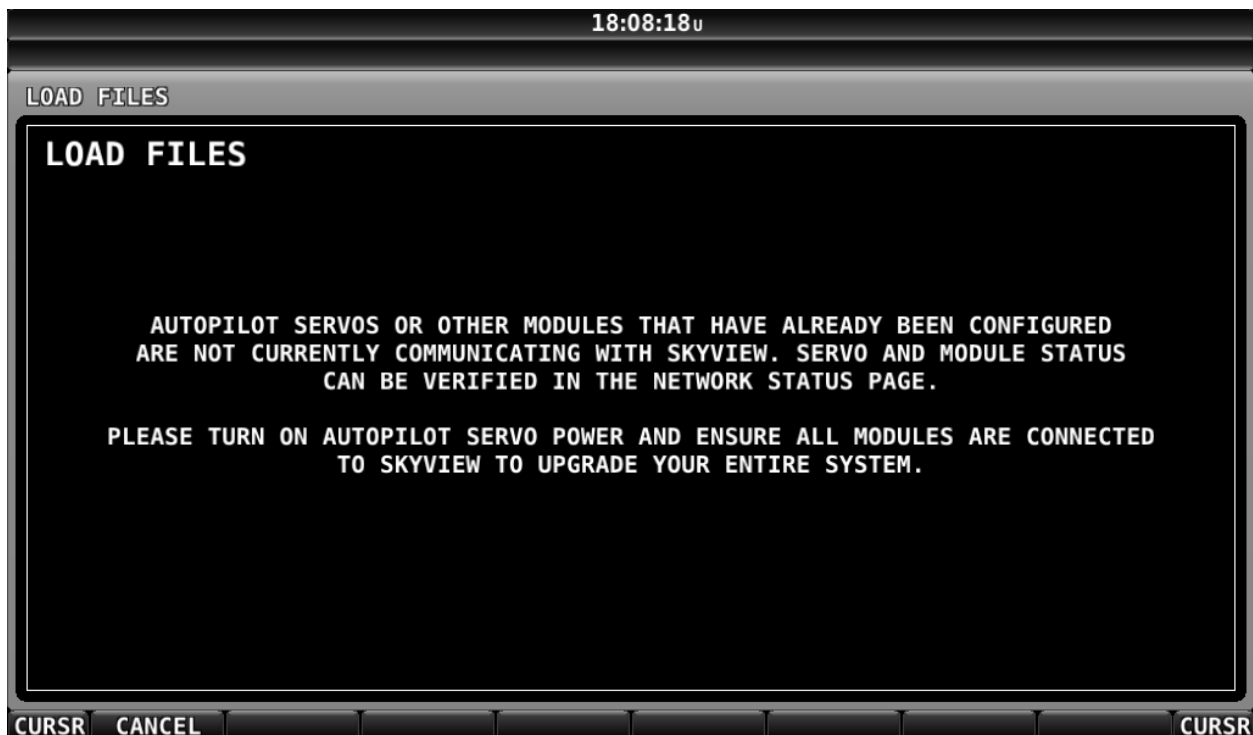 18:08:18U
LOAD FILES
LOAD FILES
AUTOPILOT SERVOS OR OTHER MODULES THAT HAVE ALREADY BEEN CONFIGURED
ARE NOT CURRENTLY COMMUNICATING WITH SKYVIEW. SERVO AND MODULE STATUS
CAN BE VERIFIED IN THE NETWORK STATUS PAGE.
PLEASE TURN ON AUTOPILOT SERVO POWER AND ENSURE ALL MODULES ARE CONNECTED
TO SKYVIEW TO UPGRADE YOUR ENTIRE SYSTEM.
CURSR CANCEL CURSR